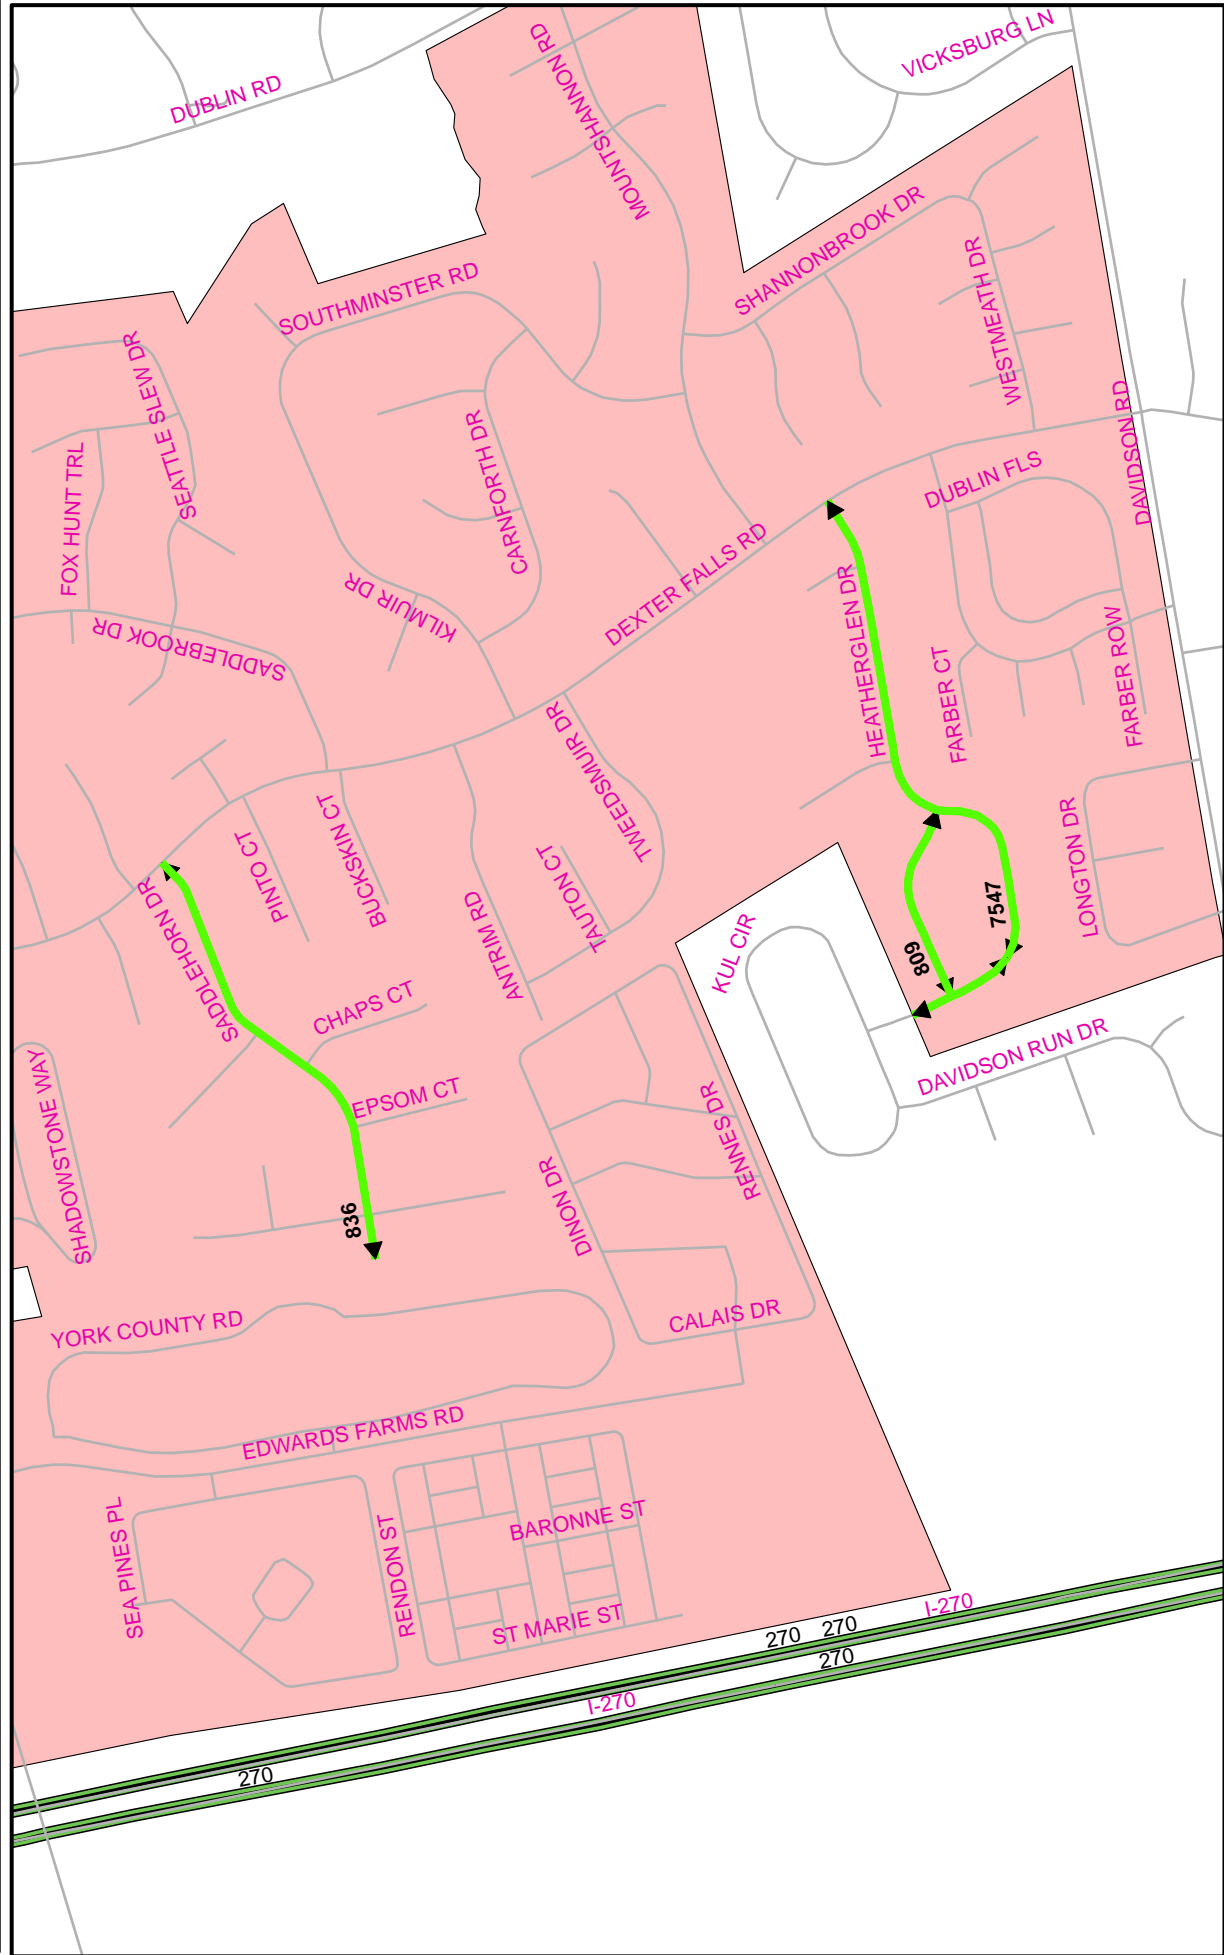 VICKSBURG LN
MOUNTSHANNON RD
DUBLIN RD
SHANNONBROOK DR
SOUTHMINSTER RD
WESTMEATH DR
SEATTLE SLEW DR
DAVIDSON RD
CARNFORTH DR
FOX HUNT TRL
DUBLIN FLS
DEXTER FALLS RD
KILMUIR DR
HEATHERGLEN DR
SADDLEBROOK DR
FARBER CT
FARBER ROW
TWEEDSMUIR DR
BUCKSKIN CT
PINTO CT
LONGTON DR
TAUTON CT
SADDLEHORN DR
ANTRIM RD
7547
KUL CIR
809
CHAPS CT
DAVIDSON RUN DR
EPSOM CT
SHADOWSTONE WAY
RENNES DR
DINON DR
836
CALAIS DR
YORK COUNTY RD
EDWARDS FARMS RD
BARONNE ST
SEA PINES PL
RENDON ST
ST MARIE ST
I-270
270
270
270
I-270
270